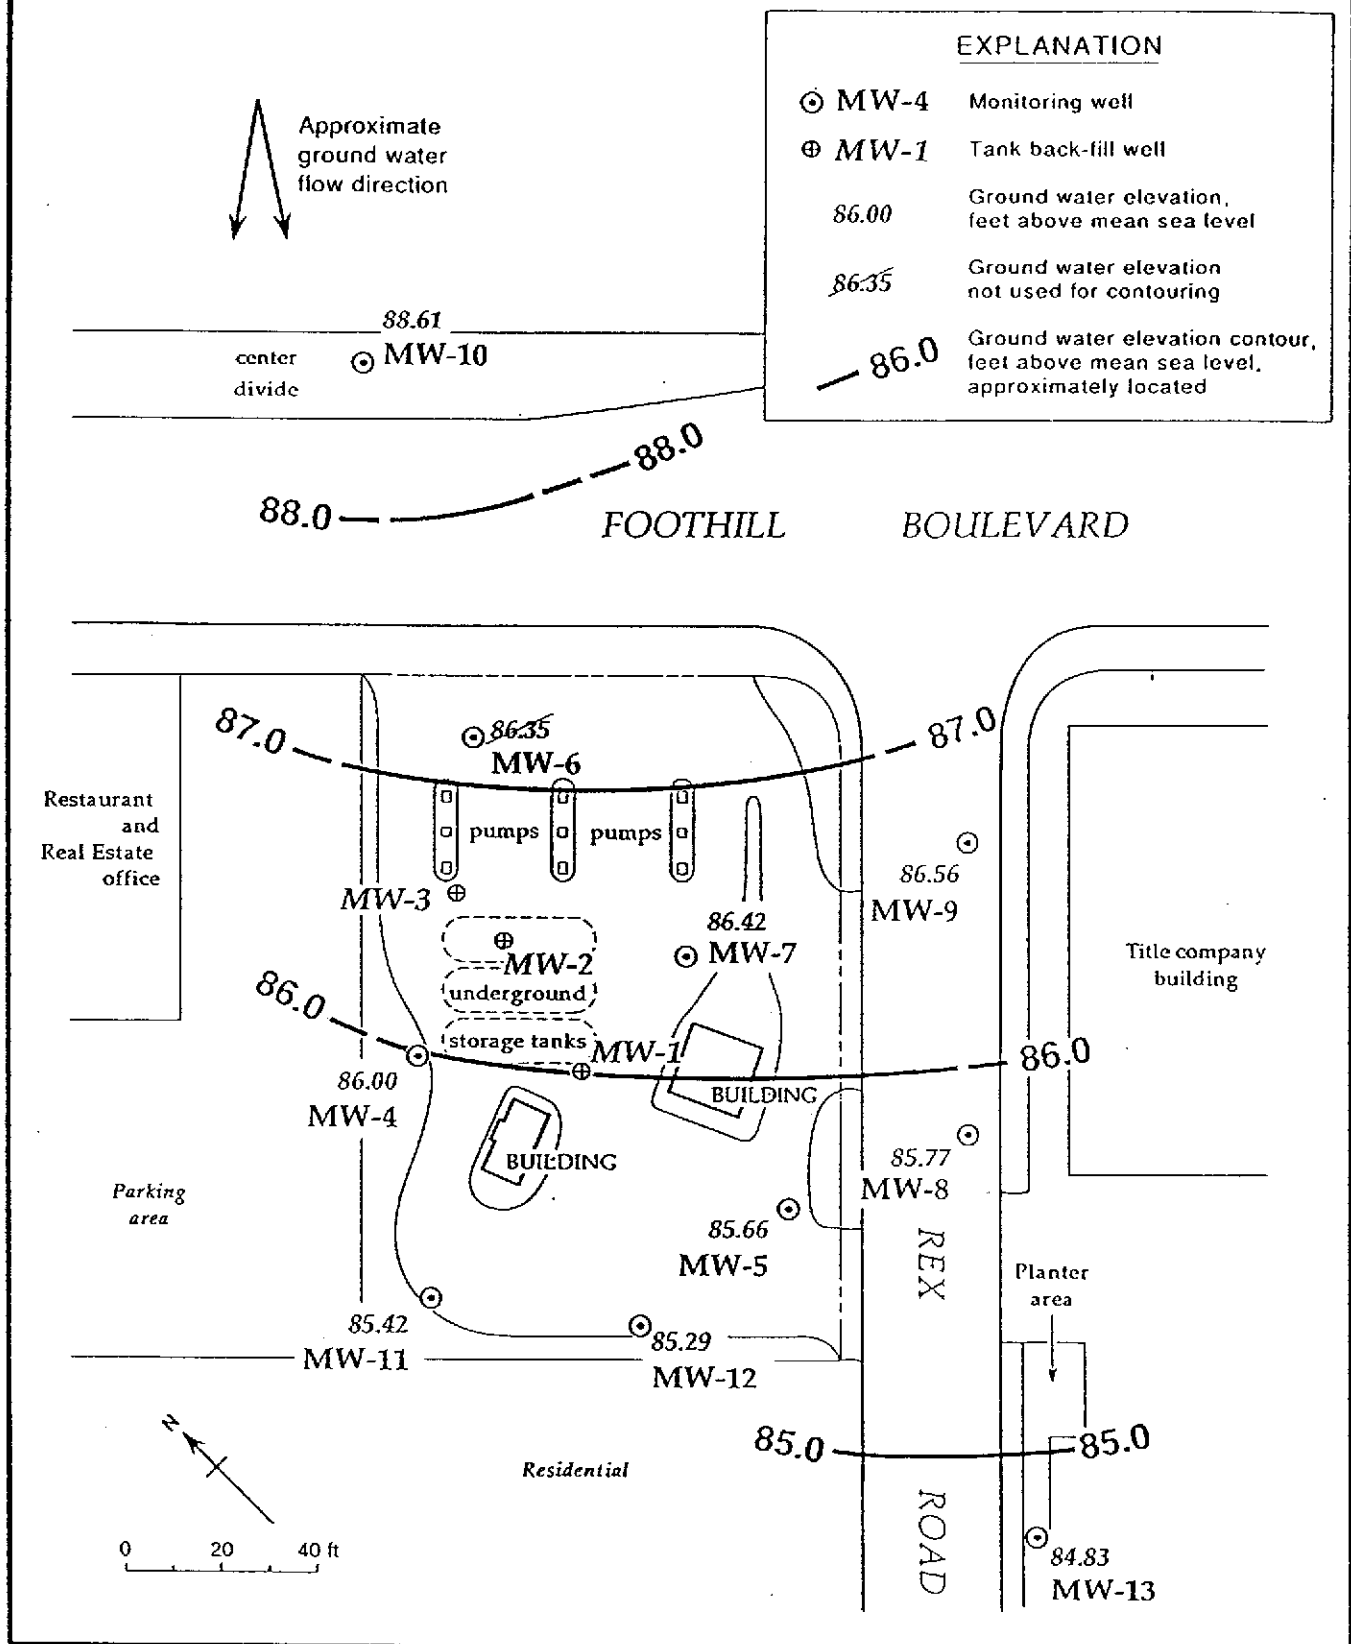 EXPLANATION
MW-4 Monitoring well
MW-1 Tank back-fill well
86.00 Ground water elevation,
feet above mean sea level
86.35 Ground water elevation
not used for contouring
86.0 Ground water elevation contour,
feet above mean sea level,
approximately located
Approximate
ground water
flow direction
88.61
MW-10
center
divide
88.0
88.0
FOOTHILL BOULEVARD
87.0
87.0
86.35
MW-6
Restaurant
and
Real Estate
office
pumps
pumps
MW-3
86.56
MW-9
86.42
MW-7
MW-2
underground
storage tanks
MW-1
Title company
building
86.0
86.0
86.00
MW-4
BUILDING
BUILDING
85.77
MW-8
Parking
area
85.66
MW-5
REX
Planter
area
85.42
MW-11
85.29
MW-12
85.0
85.0
N
Residential
ROAD
0 20 40 ft
84.83
MW-13